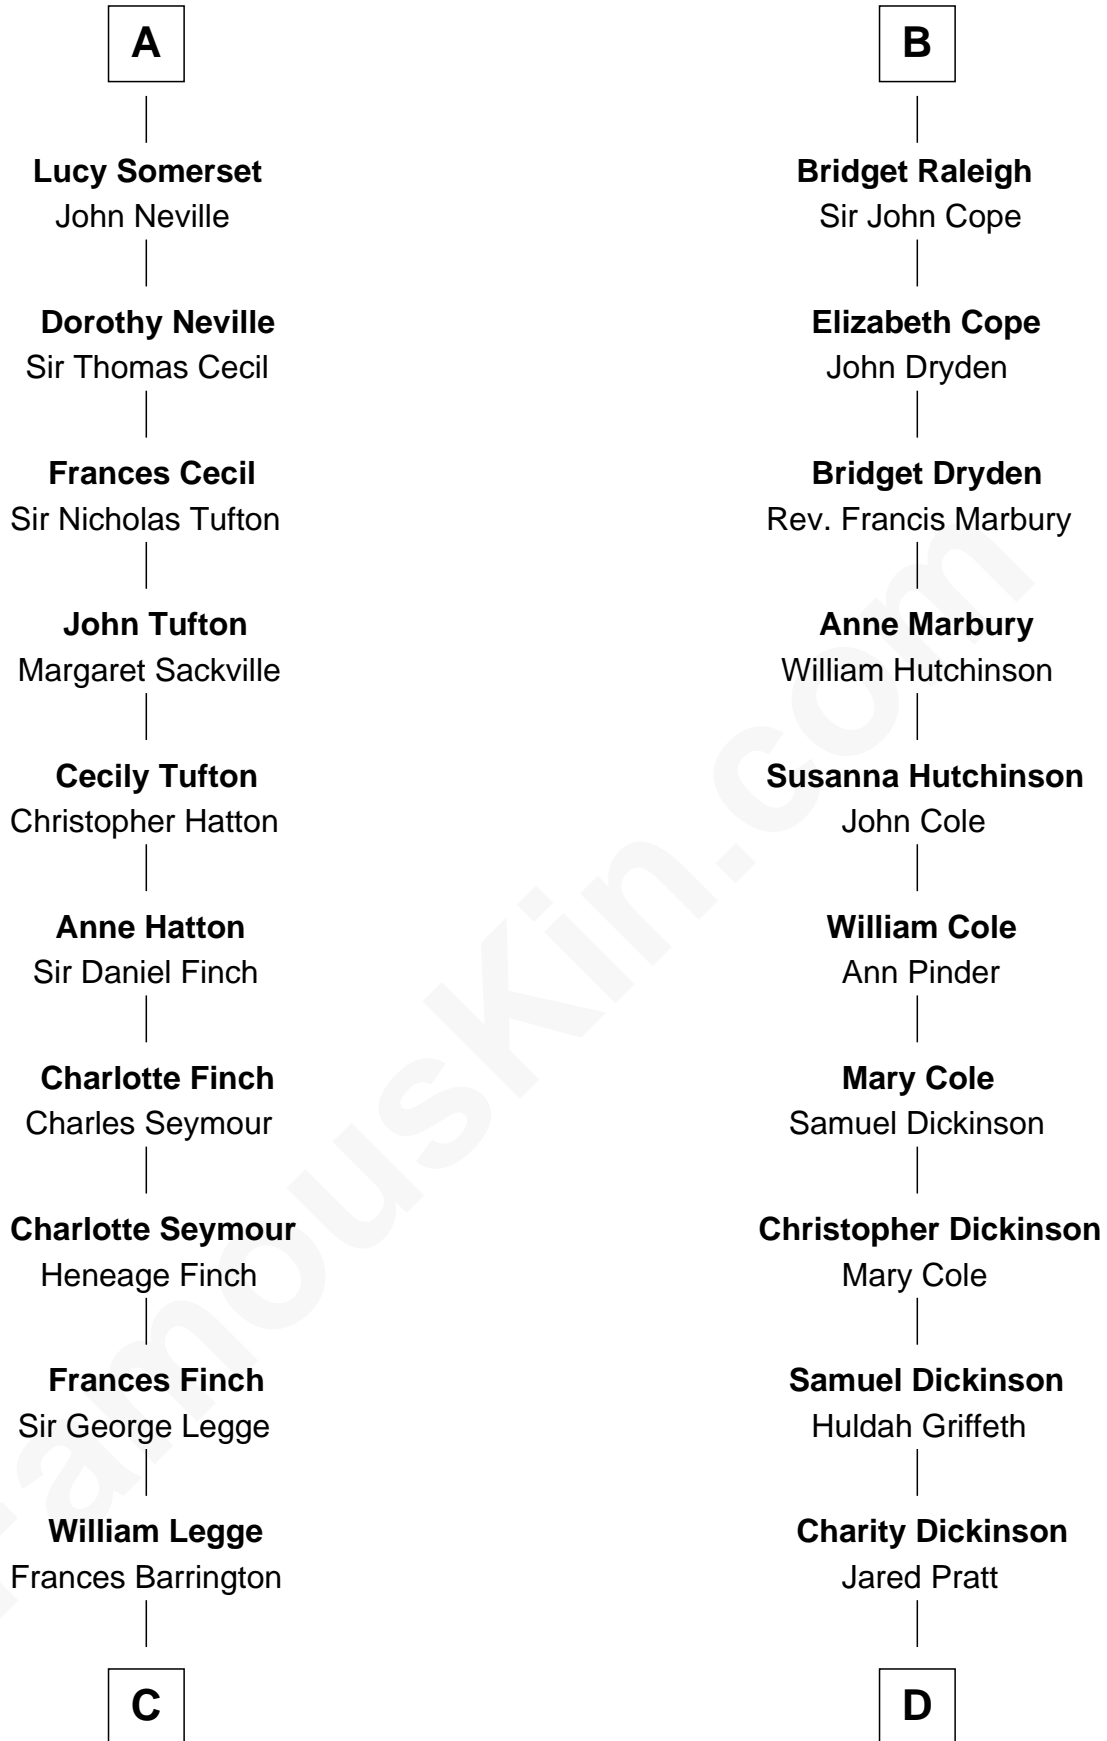 A
Lucy Somerset
John Neville
Dorothy Neville
Sir Thomas Cecil
Frances Cecil
Sir Nicholas Tufton
John Tufton
Margaret Sackville
Cecily Tufton
Christopher Hatton
Anne Hatton
Sir Daniel Finch
Charlotte Finch
Charles Seymour
Charlotte Seymour
Heneage Finch
Frances Finch
Sir George Legge
William Legge
Frances Barrington
C
B
Bridget Raleigh
Sir John Cope
Elizabeth Cope
John Dryden
Bridget Dryden
Rev. Francis Marbury
Anne Marbury
William Hutchinson
Susanna Hutchinson
John Cole
William Cole
Ann Pinder
Mary Cole
Samuel Dickinson
Christopher Dickinson
Mary Cole
Samuel Dickinson
Huldah Griffeth
Charity Dickinson
Jared Pratt
D
FamousKin.com